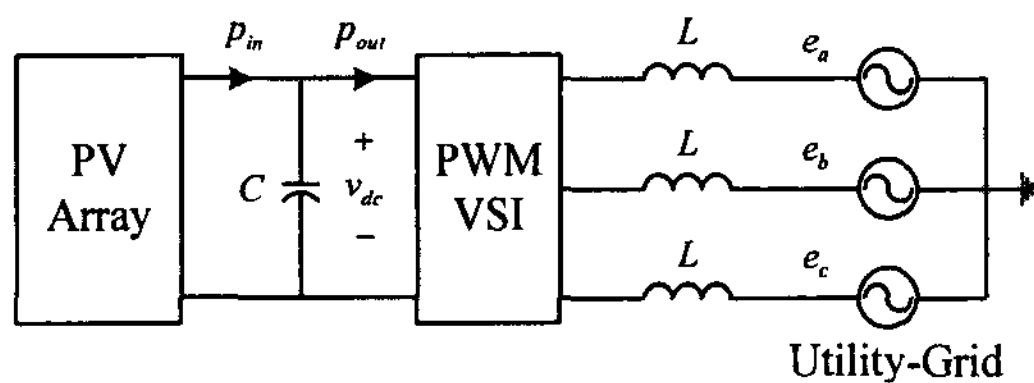 p_in
p_out
L
e_a
PV
Array
C
+
v_dc
−
PWM
VSI
L
e_b
L
e_c
Utility-Grid